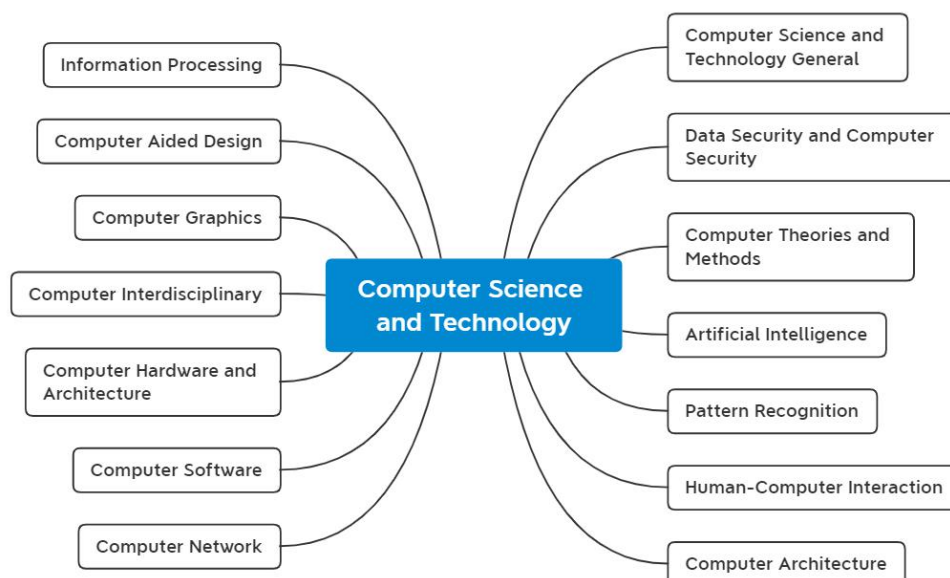 Computer Science
and Technology
Information Processing
Computer Aided Design
Computer Graphics
Computer Interdisciplinary
Computer Hardware and
Architecture
Computer Software
Computer Network
Computer Science and
Technology General
Data Security and Computer
Security
Computer Theories and
Methods
Artificial Intelligence
Pattern Recognition
Human-Computer Interaction
Computer Architecture